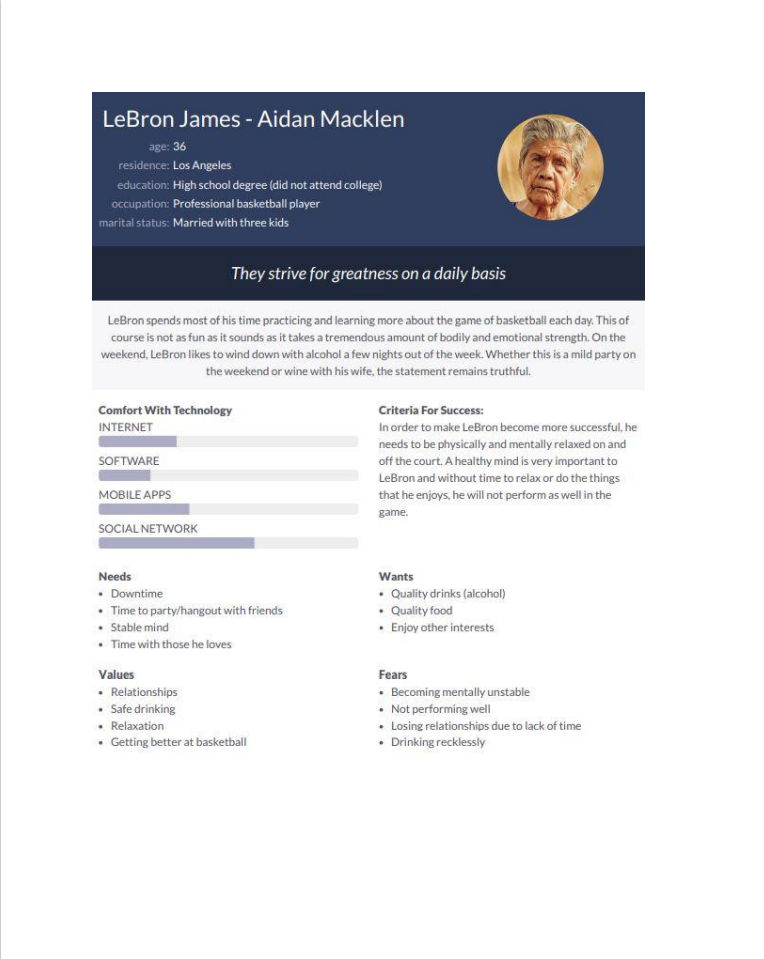 LeBron James - Aidan Macklen
age: 36
residence: Los Angeles
education: High school degree (did not attend college)
occupation: Professional basketball player
marital status: Married with three kids
They strive for greatness on a daily basis
LeBron spends most of his time practicing and learning more about the game of basketball each day. This of
course is not as fun as it sounds as it takes a tremendous amount of bodily and emotional strength. On the
weekend, LeBron likes to wind down with alcohol a few nights out of the week. Whether this is a mild party on
the weekend or wine with his wife, the statement remains truthful.
Comfort With Technology
INTERNET
SOFTWARE
MOBILE APPS
SOCIAL NETWORK
Criteria For Success:
In order to make LeBron become more successful, he
needs to be physically and mentally relaxed on and
off the court. A healthy mind is very important to
LeBron and without time to relax or do the things
that he enjoys, he will not perform as well in the
game.
Needs
• Downtime
• Time to party/hangout with friends
• Stable mind
• Time with those he loves
Wants
• Quality drinks (alcohol)
• Quality food
• Enjoy other interests
Values
• Relationships
• Safe drinking
• Relaxation
• Getting better at basketball
Fears
• Becoming mentally unstable
• Not performing well
• Losing relationships due to lack of time
• Drinking recklessly